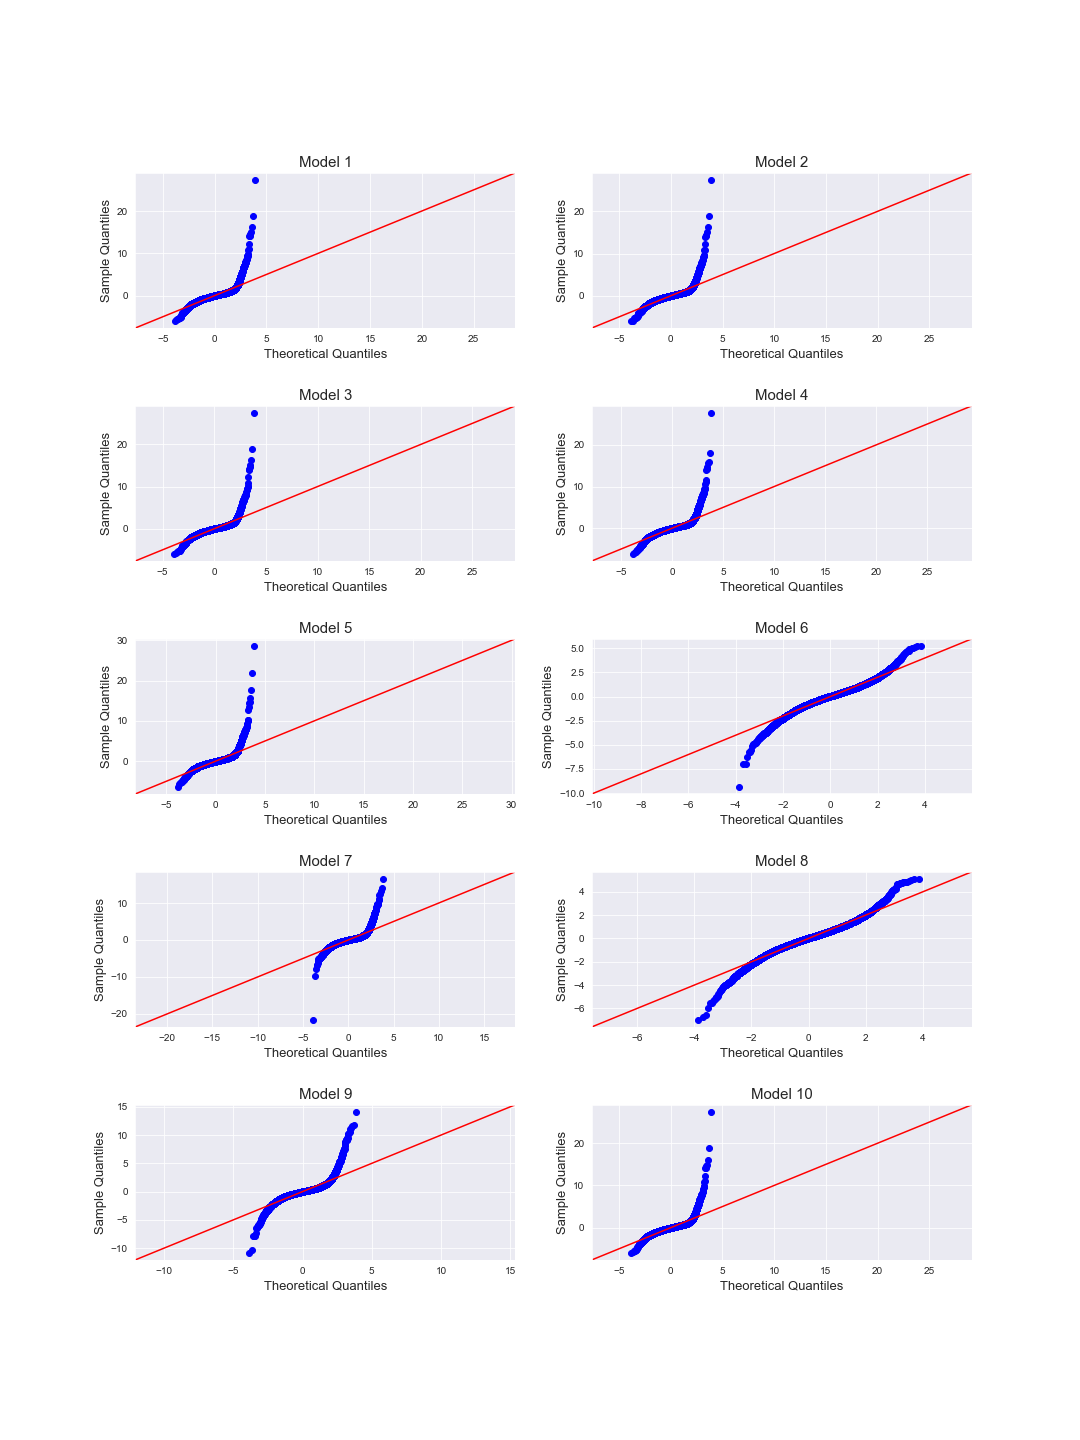 Model 1
Sample Quantiles
20
10
0
−5 0 5 10 15 20 25
Theoretical Quantiles
Model 2
Sample Quantiles
20
10
0
−5 0 5 10 15 20 25
Theoretical Quantiles
Model 3
Sample Quantiles
20
10
0
−5 0 5 10 15 20 25
Theoretical Quantiles
Model 4
Sample Quantiles
20
10
0
−5 0 5 10 15 20 25
Theoretical Quantiles
Model 5
Sample Quantiles
30
20
10
0
−5 0 5 10 15 20 25 30
Theoretical Quantiles
Model 6
Sample Quantiles
5.0
2.5
0.0
−2.5
−5.0
−7.5
−10.0
−10 −8 −6 −4 −2 0 2 4
Theoretical Quantiles
Model 7
Sample Quantiles
10
0
−10
−20
−20 −15 −10 −5 0 5 10 15
Theoretical Quantiles
Model 8
Sample Quantiles
4
2
0
−2
−4
−6
−6 −4 −2 0 2 4
Theoretical Quantiles
Model 9
Sample Quantiles
15
10
5
0
−5
−10
−10 −5 0 5 10 15
Theoretical Quantiles
Model 10
Sample Quantiles
20
10
0
−5 0 5 10 15 20 25
Theoretical Quantiles